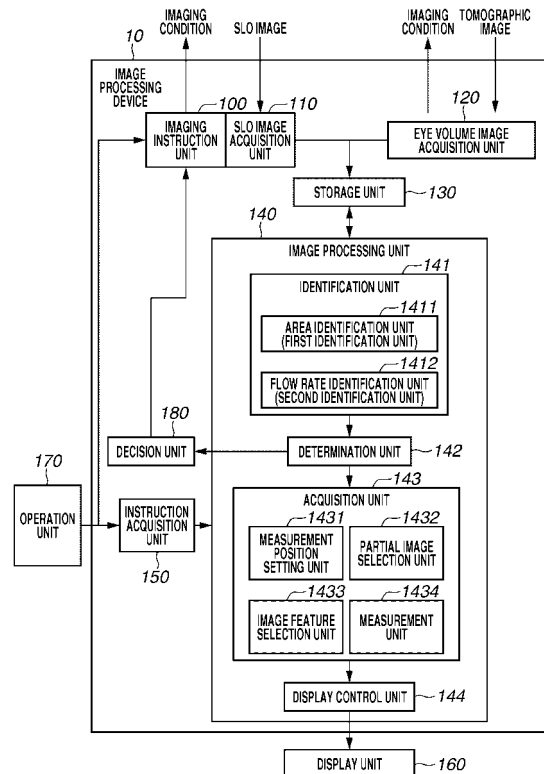 IMAGING
CONDITION
SLO IMAGE
IMAGING
CONDITION
TOMOGRAPHIC
IMAGE
10
IMAGE
PROCESSING
DEVICE
100
110
120
IMAGING
INSTRUCTION
UNIT
SLO IMAGE
ACQUISITION
UNIT
EYE VOLUME IMAGE
ACQUISITION UNIT
STORAGE UNIT
130
140
IMAGE PROCESSING UNIT
141
IDENTIFICATION UNIT
1411
AREA IDENTIFICATION UNIT
(FIRST IDENTIFICATION UNIT)
1412
FLOW RATE IDENTIFICATION UNIT
(SECOND IDENTIFICATION UNIT)
180
DECISION UNIT
DETERMINATION UNIT
142
170
OPERATION
UNIT
INSTRUCTION
ACQUISITION
UNIT
150
143
ACQUISITION UNIT
1431
1432
MEASUREMENT
POSITION
SETTING UNIT
PARTIAL IMAGE
SELECTION UNIT
1433
1434
IMAGE FEATURE
SELECTION UNIT
MEASUREMENT
UNIT
DISPLAY CONTROL UNIT
144
DISPLAY UNIT
160